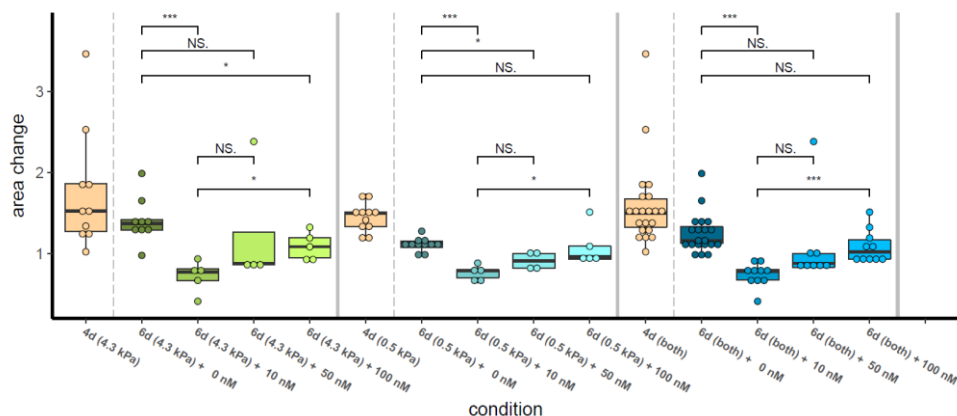 *** *** ***
NS. * NS.
* NS. NS.
3
NS. NS. NS.
2
* * ***
1
area change
4d (4.3 kPa)
6d (4.3 kPa) + 0 nM
6d (4.3 kPa) + 10 nM
6d (4.3 kPa) + 50 nM
6d (4.3 kPa) + 100 nM
4d (0.5 kPa)
6d (0.5 kPa) + 0 nM
6d (0.5 kPa) + 10 nM
6d (0.5 kPa) + 50 nM
6d (0.5 kPa) + 100 nM
4d (both)
6d (both) + 0 nM
6d (both) + 10 nM
6d (both) + 50 nM
6d (both) + 100 nM
condition